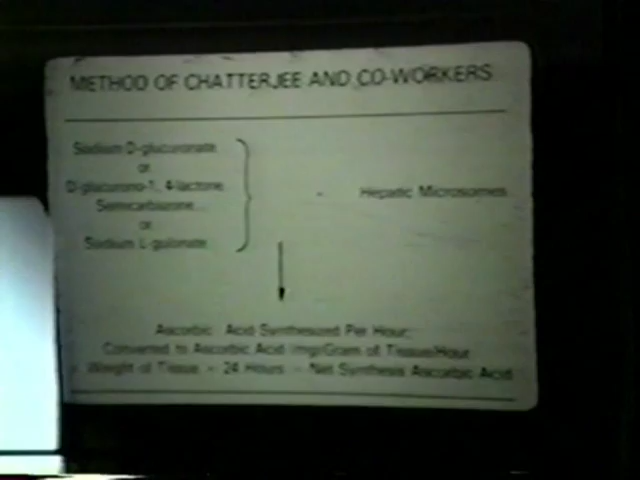 METHOD OF CHATTERJEE AND CO-WORKERS
Sodium D-glucuronate
or
D-glucurono-1, 4-lactone
Semicarbazone
or
Sodium L-gulonate
Hepatic Microsomes
Ascorbic Acid Synthesized Per Hour;
Converted to Ascorbic Acid (mg)/Gram of Tissue/Hour
Weight of Tissue 24 Hours Net Synthesis Ascorbic Acid